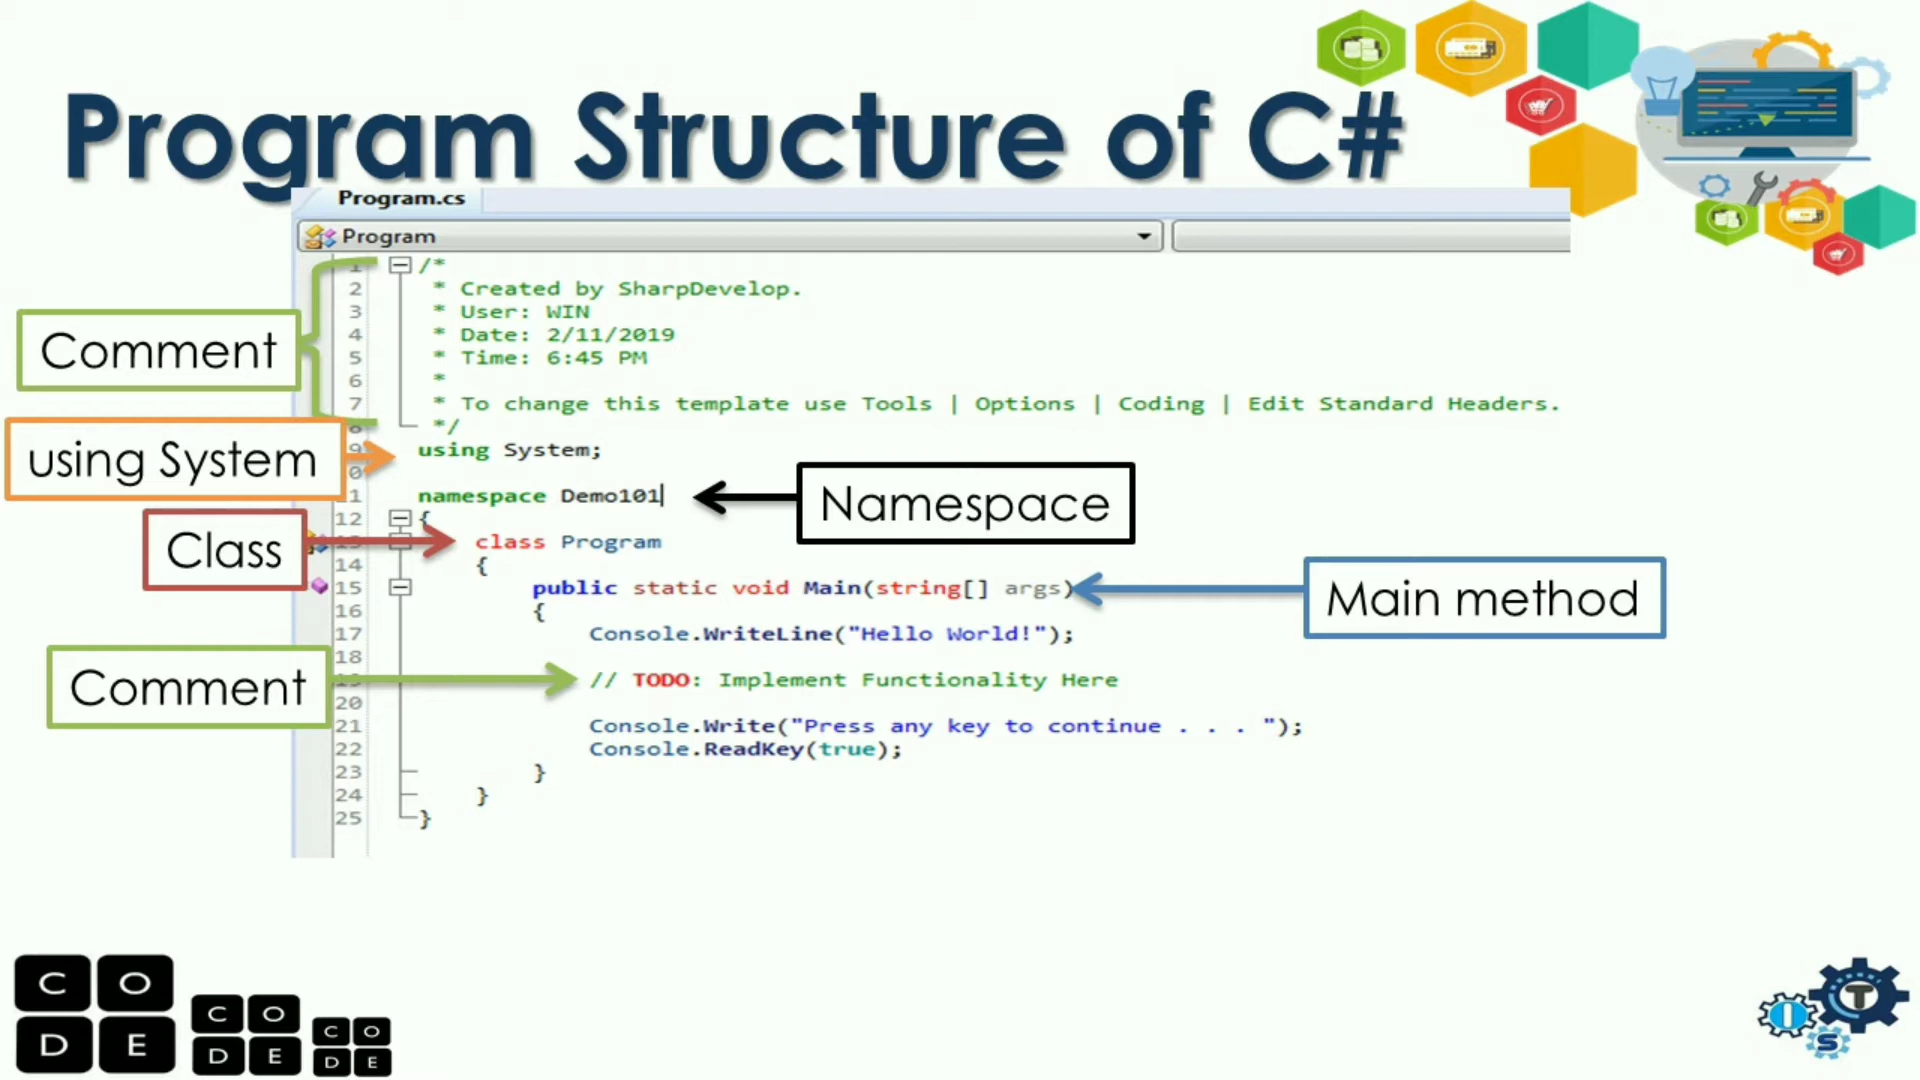 Program Structure of C#
Program.cs
Program
1 /*
2 * Created by SharpDevelop.
3 * User: WIN
4 * Date: 2/11/2019
5 * Time: 6:45 PM
6 *
7 * To change this template use Tools | Options | Coding | Edit Standard Headers.
8 */
Comment
9 using System;
using System
11 namespace Demo101
Namespace
12 {
13 class Program
Class
14 {
15 public static void Main(string[] args)
Main method
16 {
17 Console.WriteLine("Hello World!");
18
19 // TODO: Implement Functionality Here
Comment
20
21 Console.Write("Press any key to continue . . . ");
22 Console.ReadKey(true);
23 }
24 }
25 }
C O
D E
C O
D E
C O
D E
I T
S